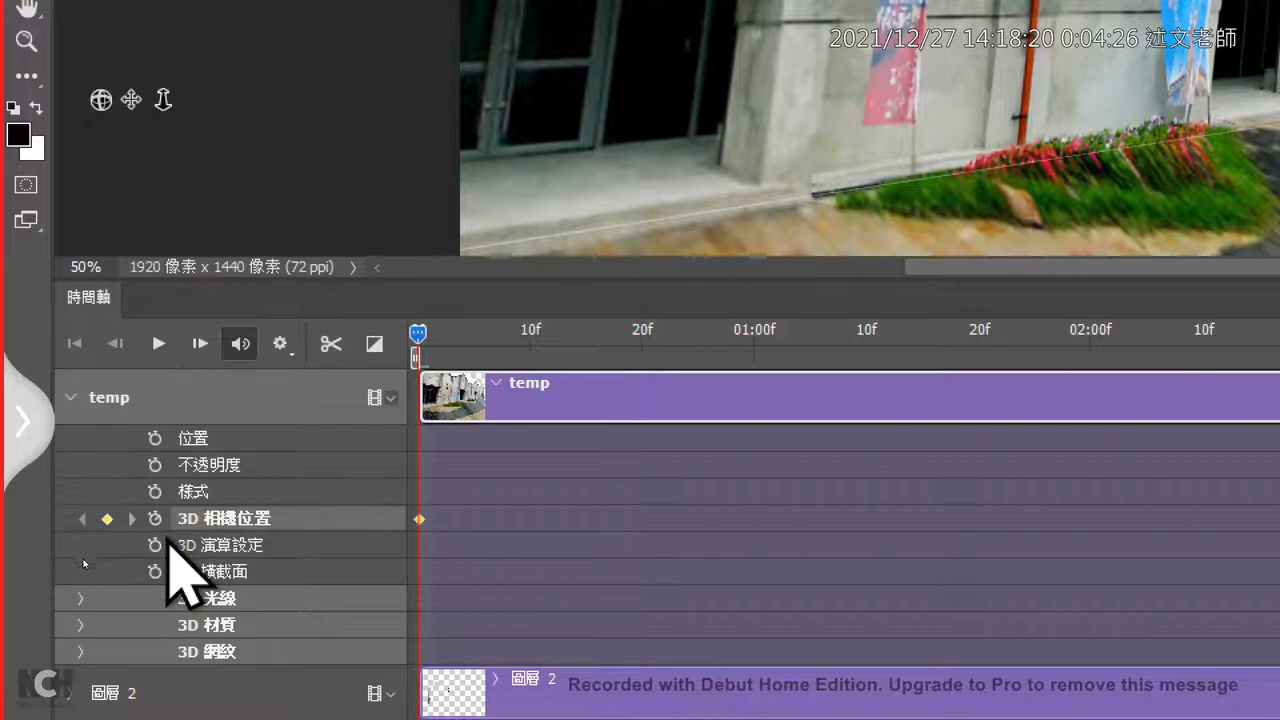 2021/12/27 14:18:20 0:04:26 述文老師
50% 1920 像素 x 1440 像素 (72 ppi)
時間軸
10f 20f 01:00f 10f 20f 02:00f 10f
temp
temp
位置
不透明度
樣式
3D 相機位置
3D 演算設定
橫截面
光線
3D 材質
3D 網紋
圖層 2
圖層 2
Recorded with Debut Home Edition. Upgrade to Pro to remove this message